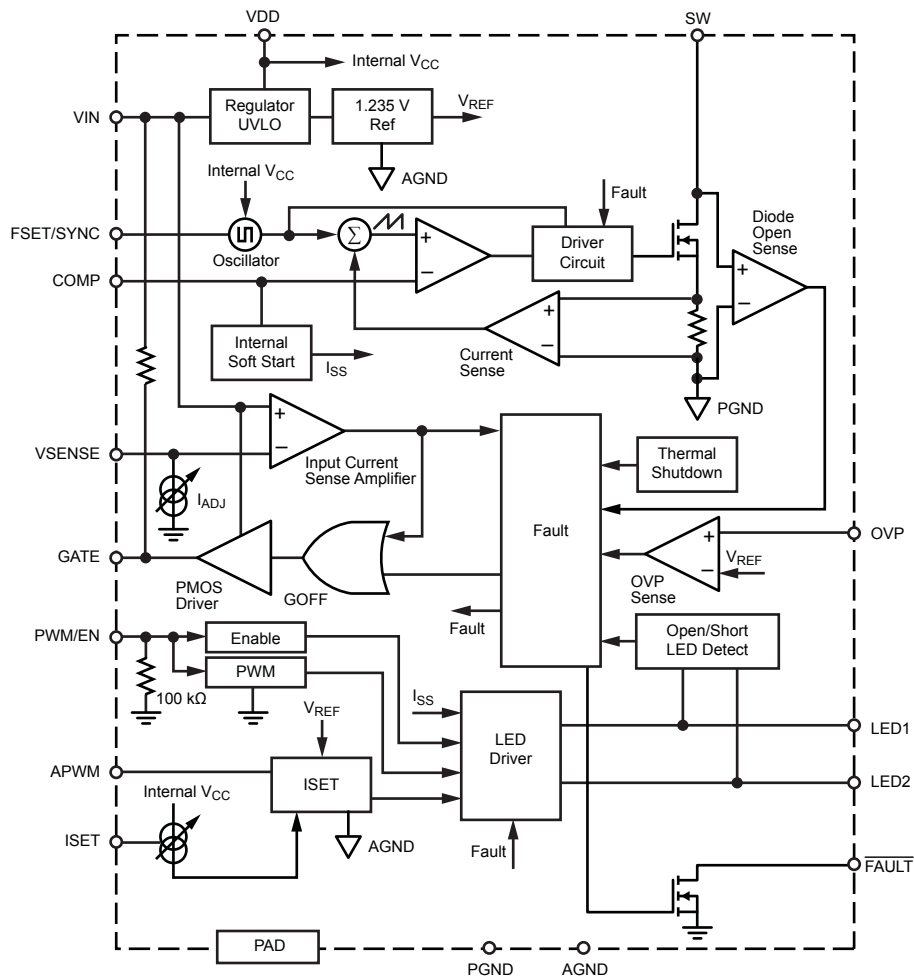 VDD
SW
Internal VCC
VIN
Regulator
UVLO
1.235 V
Ref
VREF
AGND
Internal VCC
Fault
FSET/SYNC
Oscillator
Σ
+
−
Driver
Circuit
Diode
Open
Sense
+
−
COMP
Internal
Soft Start
ISS
+
−
Current
Sense
PGND
+
−
VSENSE
Input Current
Sense Amplifier
IADJ
Thermal
Shutdown
Fault
GATE
PMOS
Driver
GOFF
+
−
VREF
OVP
OVP
Sense
Fault
PWM/EN
Enable
PWM
100 kΩ
Open/Short
LED Detect
ISS
VREF
LED
Driver
LED1
APWM
ISET
LED2
Internal VCC
ISET
AGND
Fault
FAULT
PAD
PGND
AGND